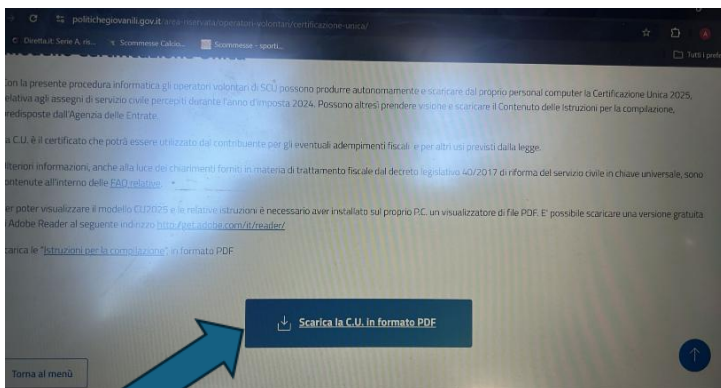 politichegiovanili.gov.it/area-riservata/operatori-volontari/certificazione-unica/
Diretta.it: Serie A, ris...
Scommesse Calcio...
Scommesse - sporti...
Tutti i pref
Con la presente procedura informatica gli operatori volontari di SCU possono produrre autonomamente e scaricare dal proprio personal computer la Certificazione Unica 2025,
relativa agli assegni di servizio civile percepiti durante l'anno d'imposta 2024. Possono altresì prendere visione e scaricare il Contenuto delle Istruzioni per la compilazione,
predisposte dall'Agenzia delle Entrate.
a C.U. è il certificato che potrà essere utilizzato dal contribuente per gli eventuali adempimenti fiscali e per altri usi previsti dalla legge.
lteriori informazioni, anche alla luce dei chiarimenti forniti in materia di trattamento fiscale dal decreto legislativo 40/2017 di riforma del servizio civile in chiave universale, sono
ontenute all'interno delle FAQ relative.
er poter visualizzare il modello CU2025 e le relative istruzioni è necessario aver installato sul proprio P.C. un visualizzatore di file PDF. E' possibile scaricare una versione gratuita
Adobe Reader al seguente indirizzo http://get.adobe.com/it/reader/
carica le "Istruzioni per la compilazione", in formato PDF
Scarica la C.U. in formato PDF
Torna al menù